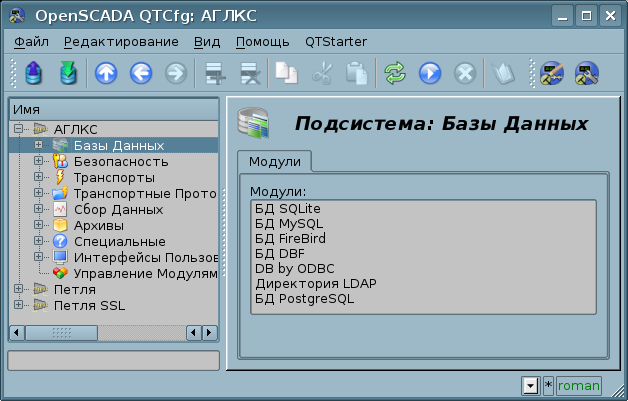 OpenSCADA QTCfg: АГЛКС
Файл Редактирование Вид Помощь QTStarter
Имя
АГЛКС
Базы Данных
Безопасность
Транспорты
Транспортные Прото
Сбор Данных
Архивы
Специальные
Интерфейсы Пользов
Управление Модулям
Петля
Петля SSL
Подсистема: Базы Данных
Модули
Модули:
БД SQLite
БД MySQL
БД FireBird
БД DBF
DB by ODBC
Директория LDAP
БД PostgreSQL
* roman